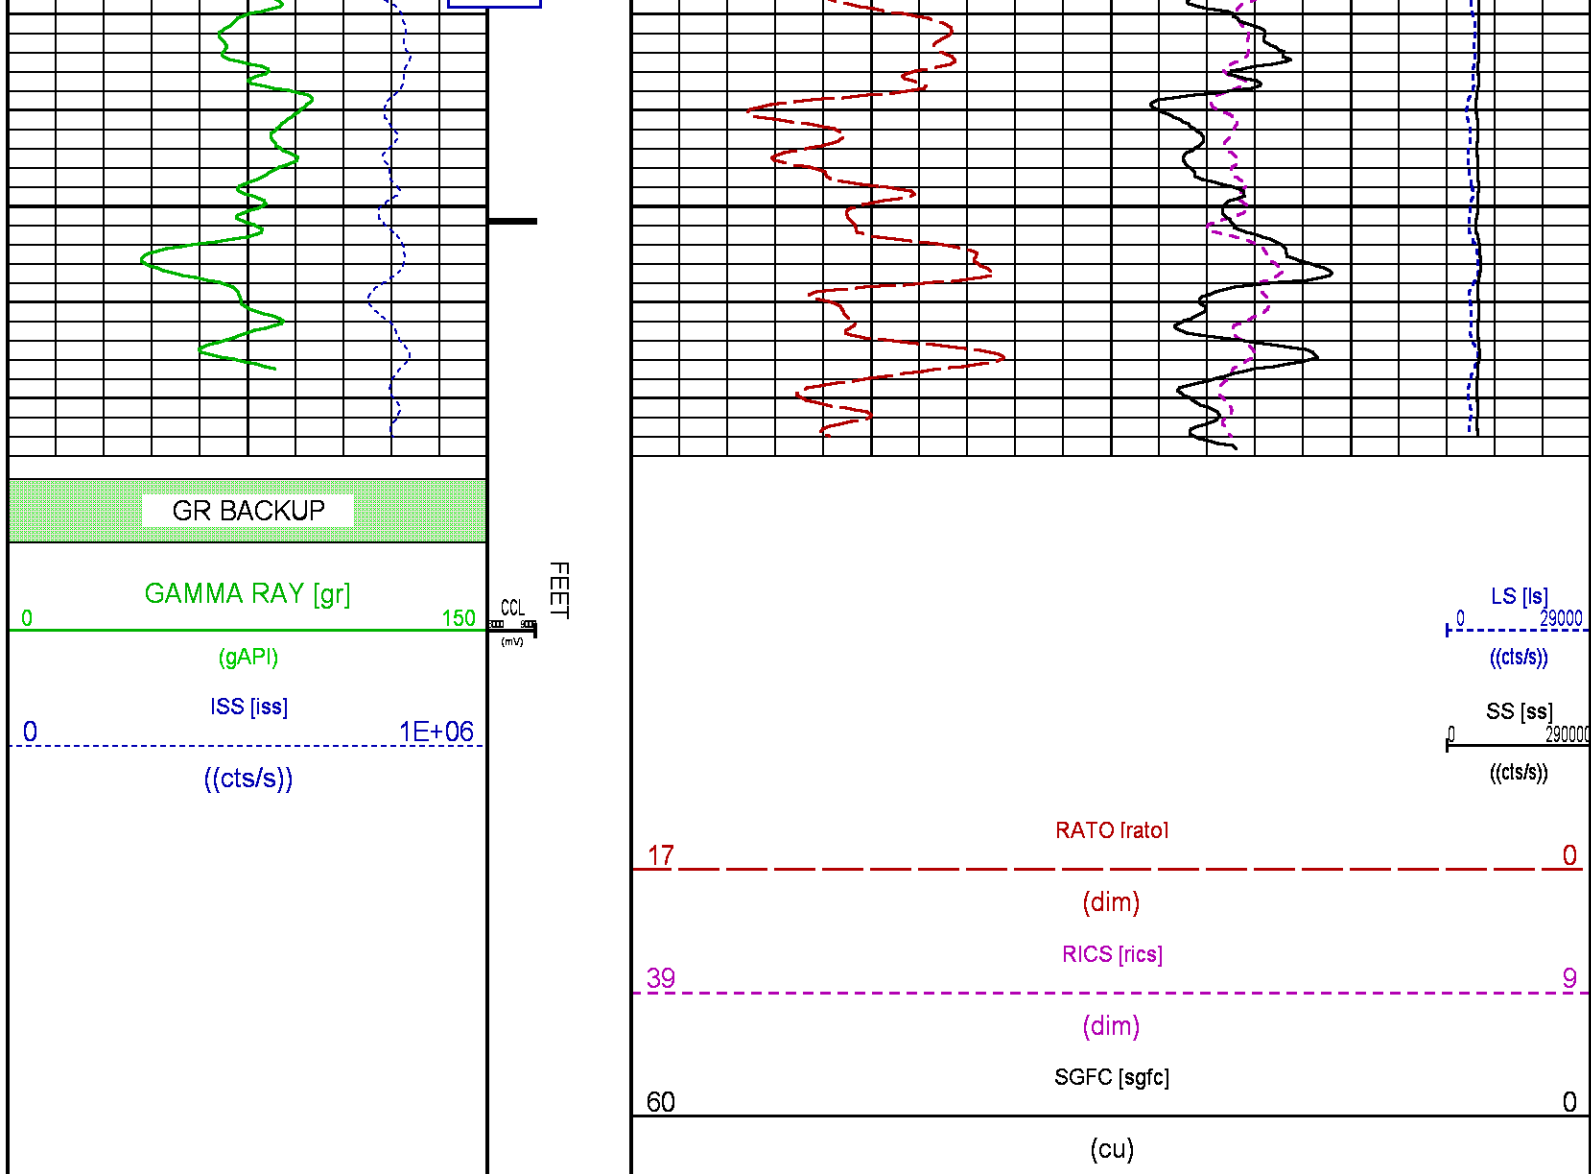 GR BACKUP
GAMMA RAY [gr]
0 150
(gAPI)
ISS [iss]
0 1E+06
((cts/s))
CCL
(mV)
FEET
LS [ls]
0 29000
((cts/s))
SS [ss]
0 290000
((cts/s))
RATO [rato]
17 0
(dim)
RICS [rics]
39 9
(dim)
SGFC [sgfc]
60 0
(cu)